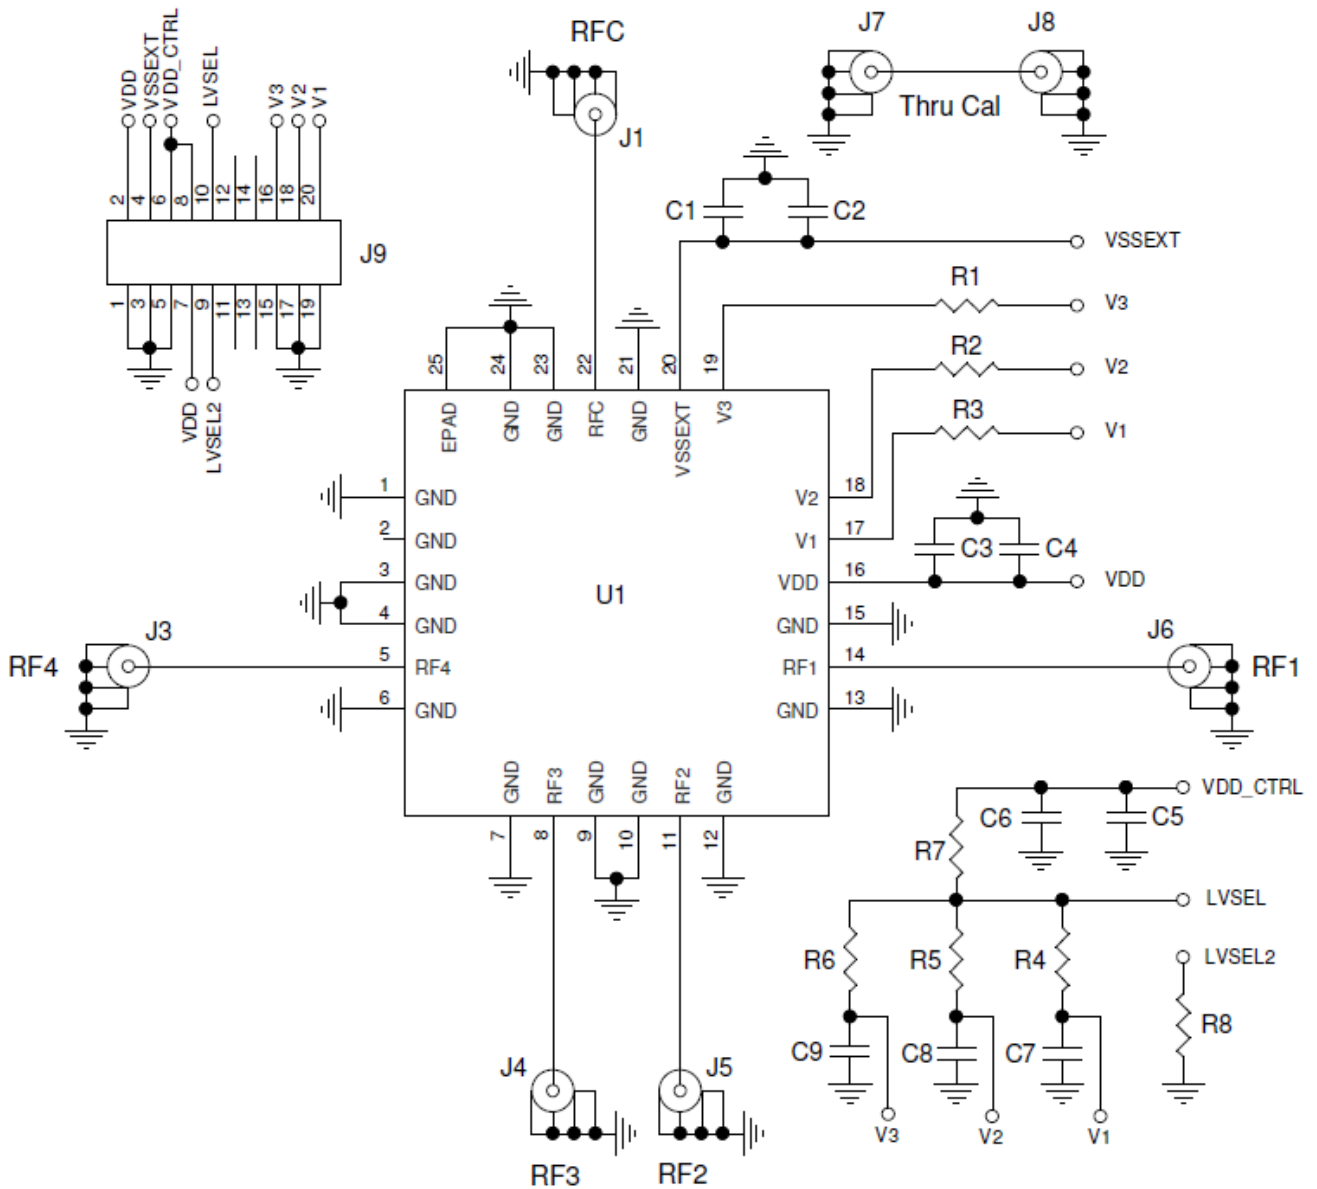 RFC
J1
J7
J8
Thru Cal
VDD
VSSEXT
VDD_CTRL
LVSEL
V3
V2
V1
2
4
6
8
10
12
14
16
18
20
J9
1
3
5
7
9
11
13
15
17
19
VDD
LVSEL2
C1
C2
VSSEXT
R1
V3
R2
V2
R3
V1
25
24
23
22
21
20
19
EPAD
GND
GND
RFC
GND
VSSEXT
V3
1
GND
2
GND
3
GND
4
GND
5
RF4
6
GND
U1
V2
18
V1
17
VDD
16
GND
15
RF1
14
GND
13
C3
C4
VDD
J3
RF4
J6
RF1
GND
RF3
GND
GND
RF2
GND
7
8
9
10
11
12
J4
RF3
J5
RF2
VDD_CTRL
C6
C5
R7
LVSEL
R6
R5
R4
LVSEL2
R8
C9
C8
C7
V3
V2
V1